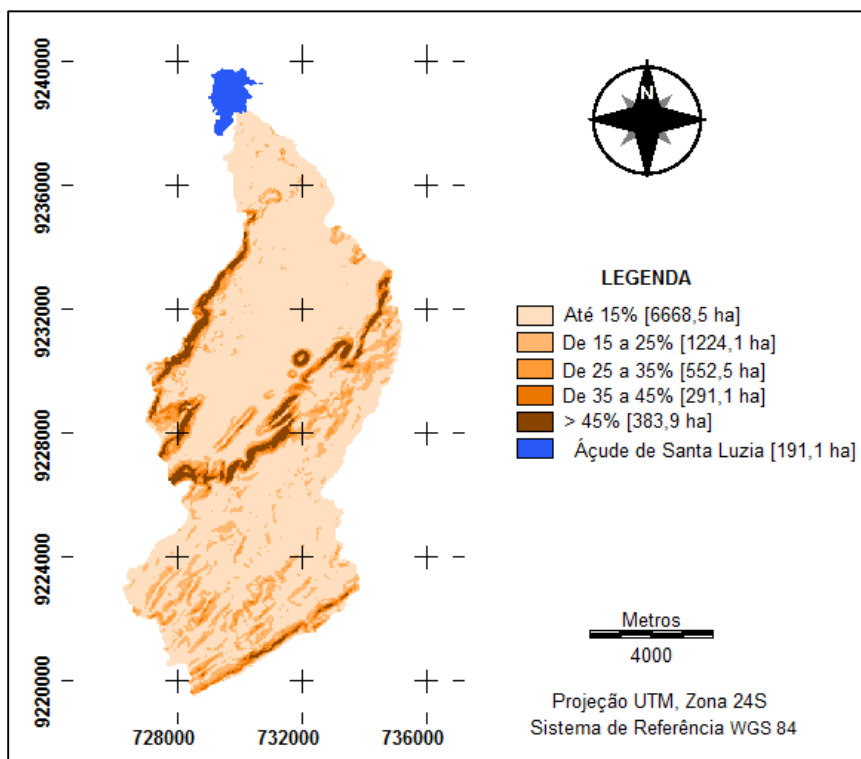 9240000
9236000
9232000
9228000
9224000
9220000
728000
732000
736000
N
LEGENDA
Até 15% [6668,5 ha]
De 15 a 25% [1224,1 ha]
De 25 a 35% [552,5 ha]
De 35 a 45% [291,1 ha]
> 45% [383,9 ha]
Áçude de Santa Luzia [191,1 ha]
Metros
4000
Projeção UTM, Zona 24S
Sistema de Referência WGS 84